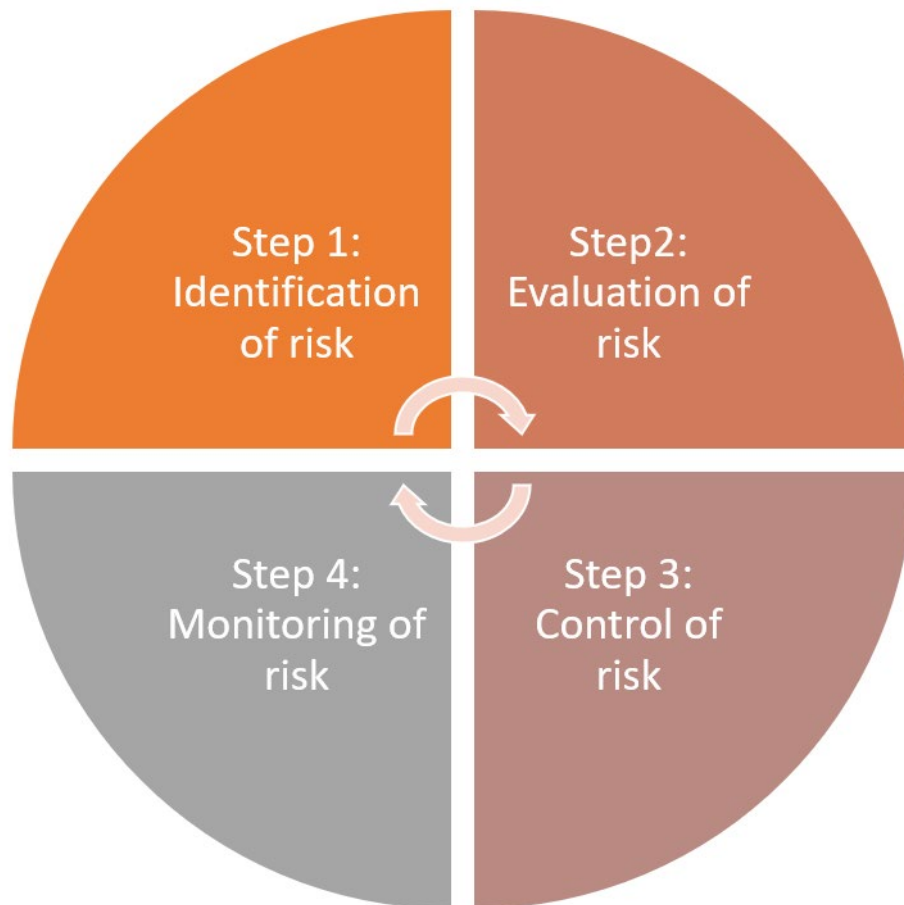 Step 1:
Identification
of risk
Step2:
Evaluation of
risk
Step 3:
Control of
risk
Step 4:
Monitoring of
risk